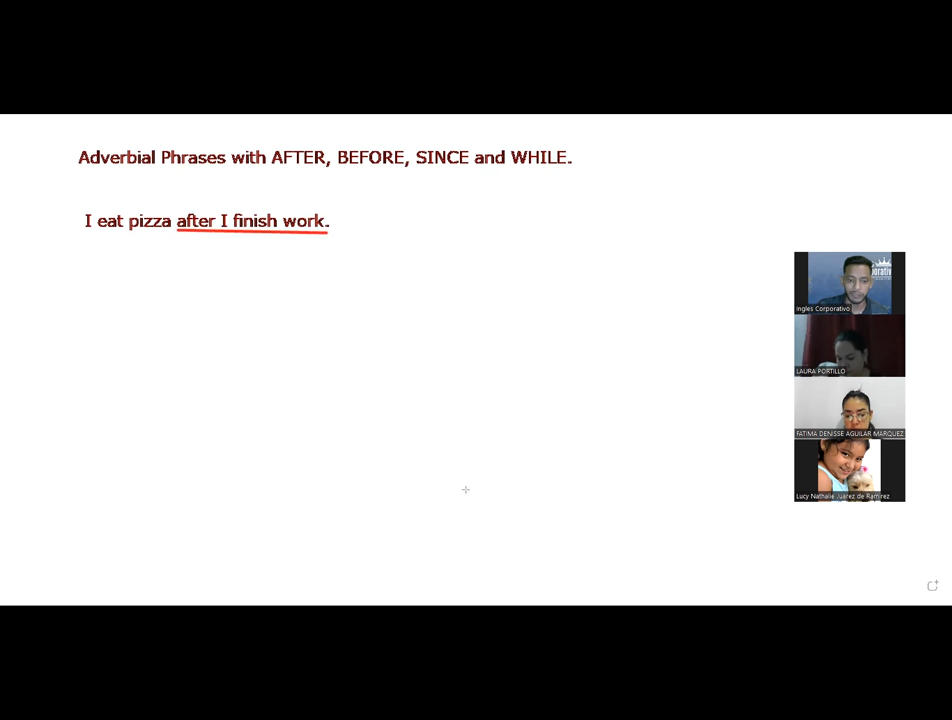 Adverbial Phrases with AFTER, BEFORE, SINCE and WHILE.
I eat pizza after I finish work.
porativ
Ingles Corporativo
LAURA PORTILLO
FATIMA DENISSE AGUILAR MARQUEZ
Lucy Nathalie Juarez de Ramirez